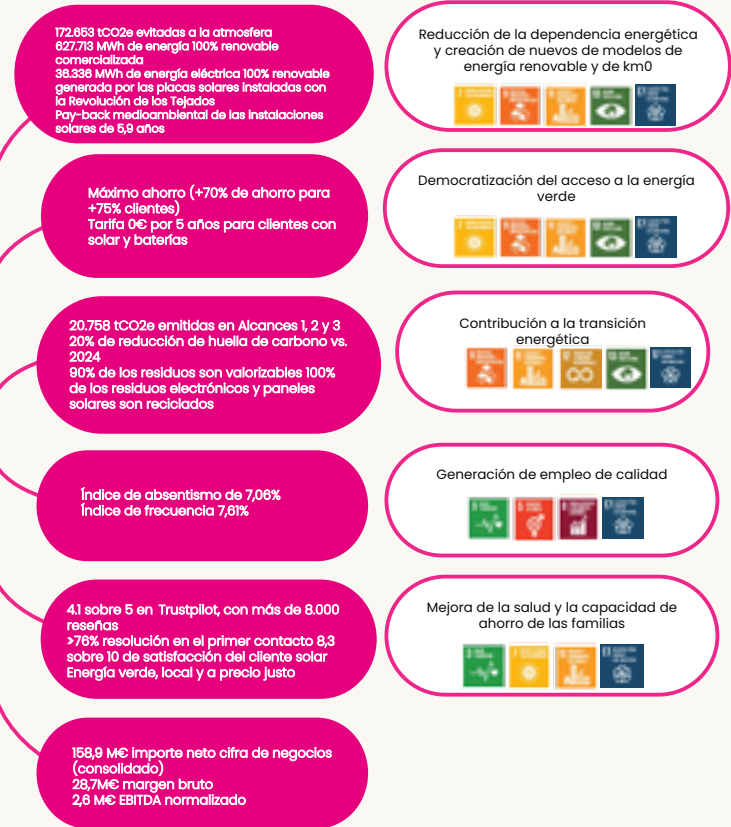 172.653 tCO2e evitadas a la atmosfera
627.713 MWh de energía 100% renovable
comercializada
36.336 MWh de energía eléctrica 100% renovable
generada por las placas solares instaladas con
la Revolución de los Tejados
Pay-back medioambiental de las instalaciones
solares de 5,9 años
Reducción de la dependencia energética
y creación de nuevos de modelos de
energía renovable y de km0
Máximo ahorro (+70% de ahorro para
+75% clientes)
Tarifa 0€ por 5 años para clientes con
solar y baterías
Democratización del acceso a la energía
verde
20.758 tCO2e emitidas en Alcances 1, 2 y 3
20% de reducción de huella de carbono vs.
2024
90% de los residuos son valorizables 100%
de los residuos electrónicos y paneles
solares son reciclados
Contribución a la transición
energética
Índice de absentismo de 7,06%
Índice de frecuencia 7,61%
Generación de empleo de calidad
4.1 sobre 5 en Trustpilot, con más de 8.000
reseñas
>76% resolución en el primer contacto 8,3
sobre 10 de satisfacción del cliente solar
Energía verde, local y a precio justo
Mejora de la salud y la capacidad de
ahorro de las familias
158,9 M€ importe neto cifra de negocios
(consolidado)
28,7M€ margen bruto
2,6 M€ EBITDA normalizado